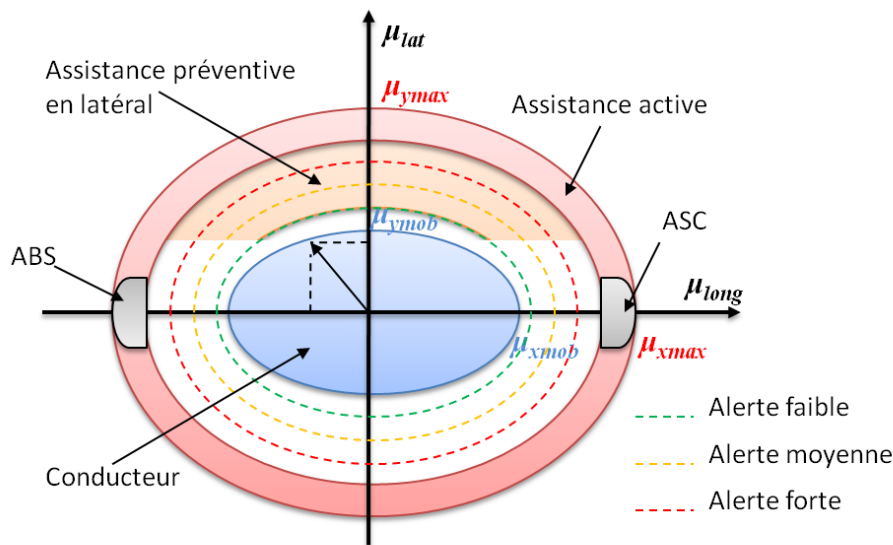 μlat
Assistance préventive
en latéral
μymax
Assistance active
μymob
ABS
ASC
μlong
μxmob
μxmax
Conducteur
Alerte faible
Alerte moyenne
Alerte forte